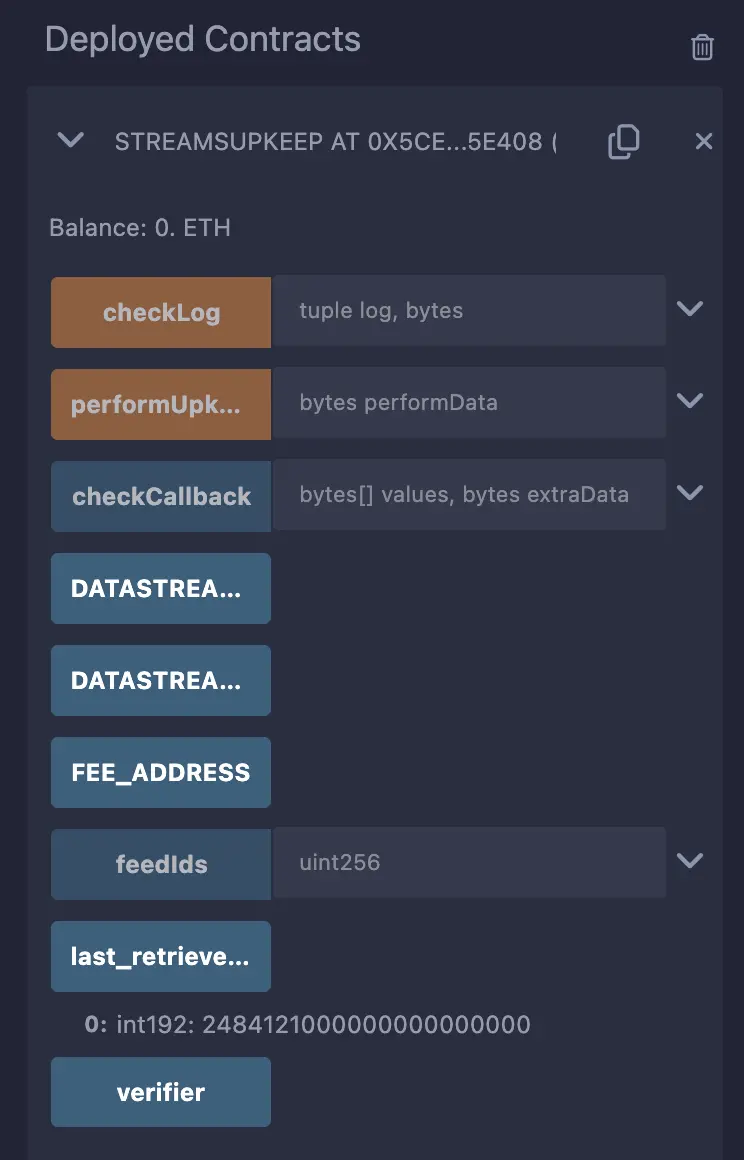 Deployed Contracts
STREAMSUPKEEP AT 0X5CE...5E408 (
Balance: 0. ETH
checkLog tuple log, bytes
performUpk... bytes performData
checkCallback bytes[] values, bytes extraData
DATASTREA...
DATASTREA...
FEE_ADDRESS
feedIds uint256
last_retrieve...
0: int192: 2484121000000000000000
verifier